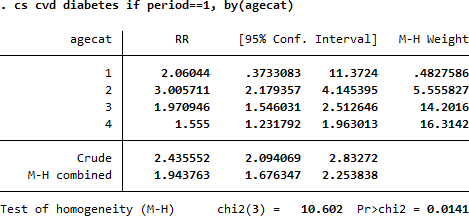 . cs cvd diabetes if period==1, by(agecat)
agecat RR [95% Conf. Interval] M-H Weight
1 2.06044 .3733083 11.3724 .4827586
2 3.005711 2.179357 4.145395 5.555827
3 1.970946 1.546031 2.512646 14.2016
4 1.555 1.231792 1.963013 16.3142
Crude 2.435552 2.094069 2.83272
M-H combined 1.943763 1.676347 2.253838
Test of homogeneity (M-H) chi2(3) = 10.602 Pr>chi2 = 0.0141